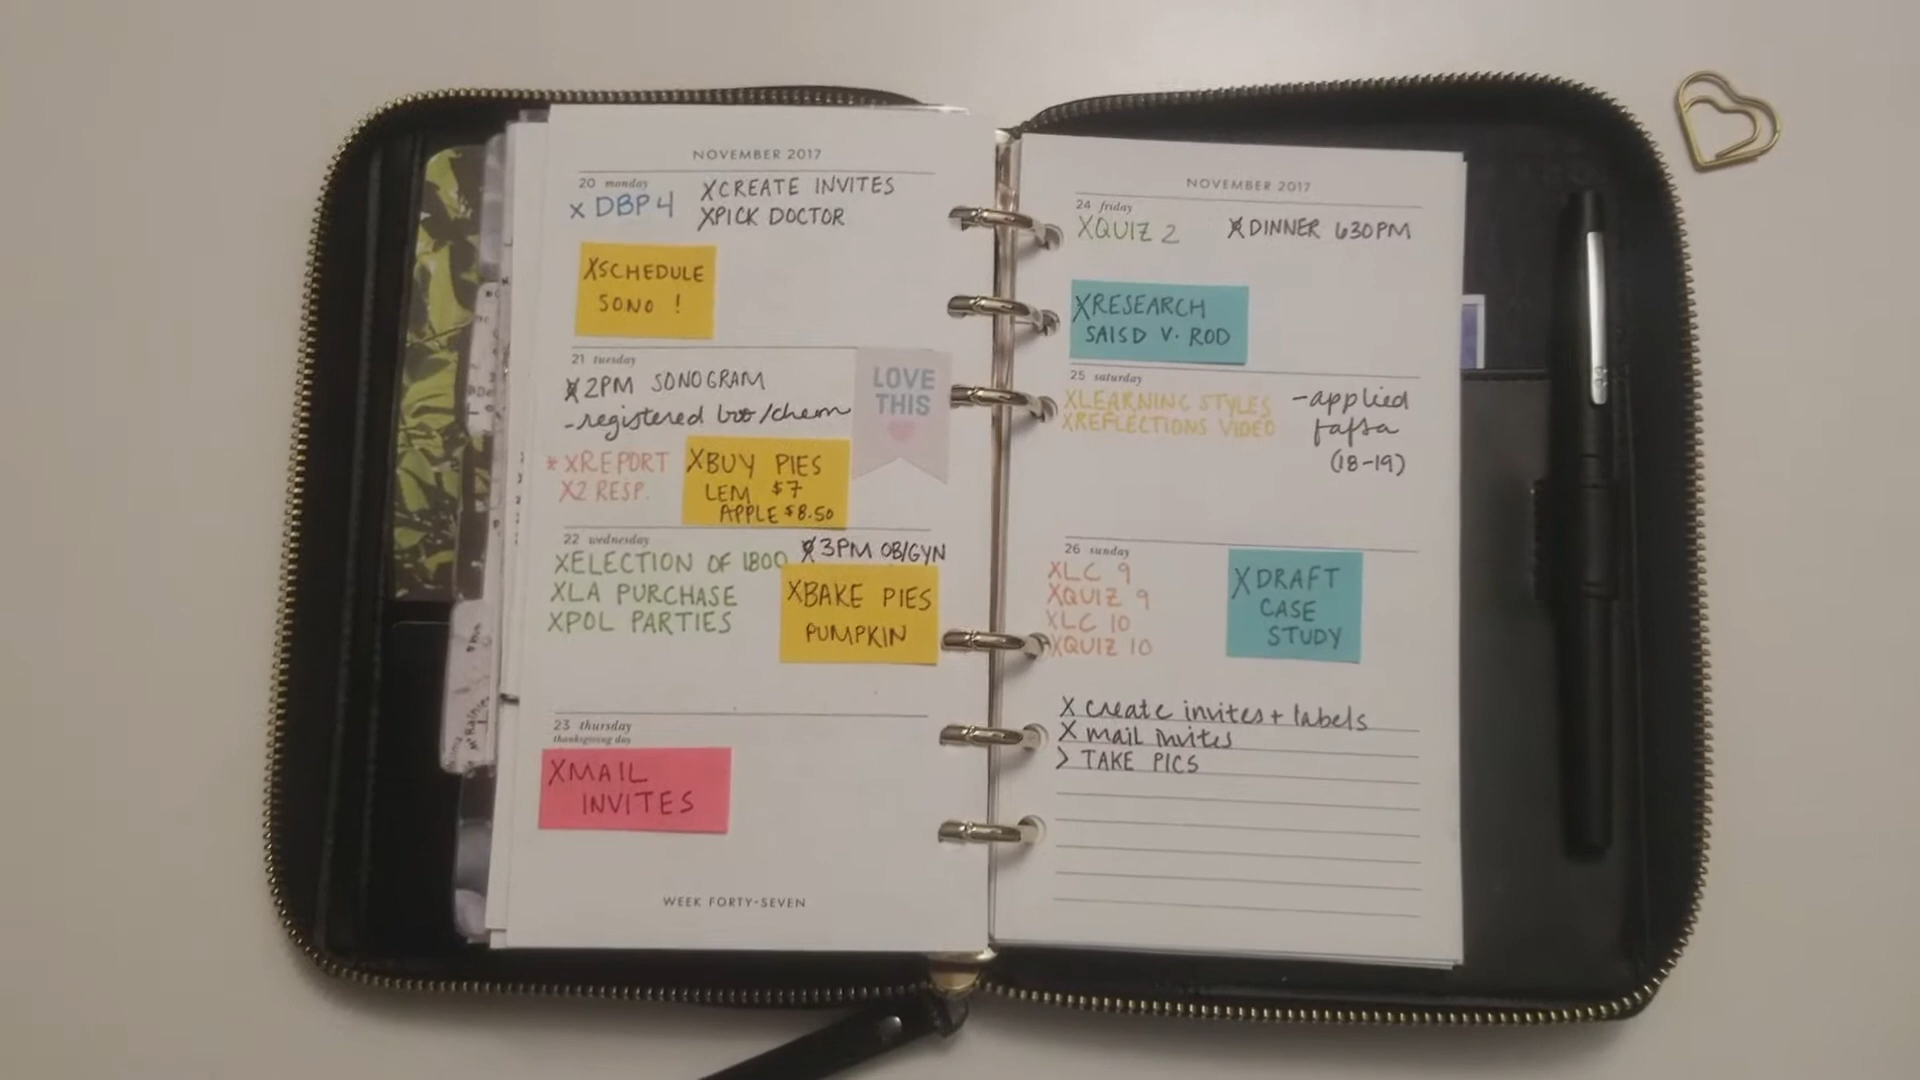 NOVEMBER 2017
20 monday
X DBP 4
XCREATE INVITES
XPICK DOCTOR
XSCHEDULE
SONO !
21 tuesday
X2PM SONOGRAM
-registered bio/chem
LOVE
THIS
* XREPORT
X2 RESP.
XBUY PIES
LEM $7
APPLE $8.50
22 wednesday
X3PM OB/GYN
XELECTION OF 1800
XLA PURCHASE
XPOL PARTIES
XBAKE PIES
PUMPKIN
23 thursday
thanksgiving day
XMAIL
INVITES
WEEK FORTY-SEVEN
NOVEMBER 2017
24 friday
XQUIZ 2
XDINNER 630PM
XRESEARCH
SAISD V. ROD
25 saturday
XLEARNING STYLES
XREFLECTIONS VIDEO
-applied
fafsa
(18-19)
26 sunday
XLC 9
XQUIZ 9
XLC 10
XQUIZ 10
XDRAFT
CASE
STUDY
X create invites + labels
X mail invites
> TAKE PICS